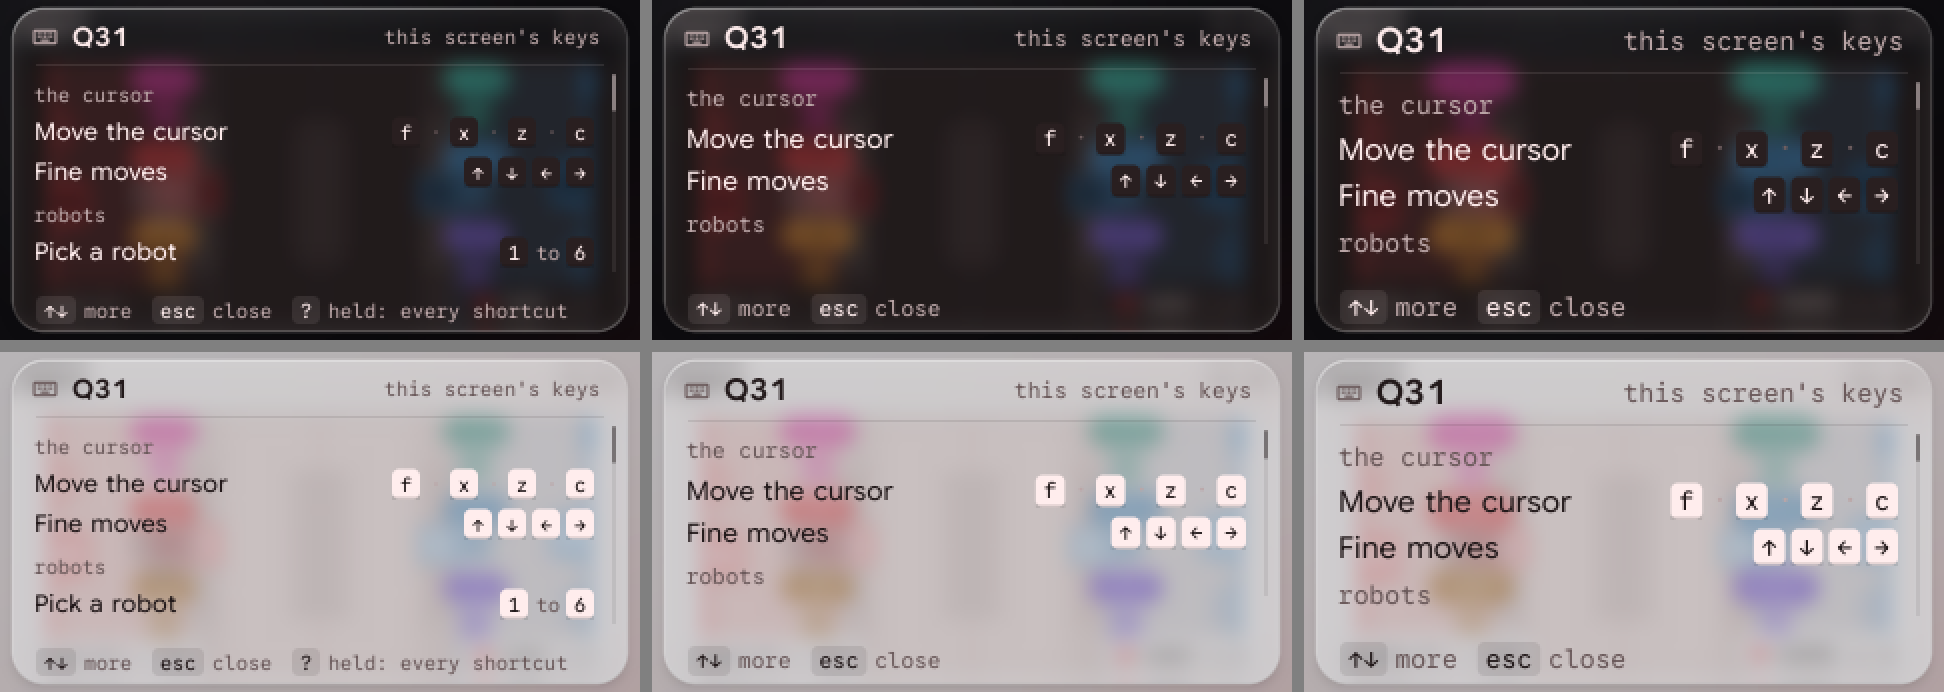 Q31 this screen's keys
the cursor
Move the cursor f · x · z · c
Fine moves ↑ ↓ ← →
robots
Pick a robot 1 to 6
↑↓ more esc close ? held: every shortcut
Q31 this screen's keys
the cursor
Move the cursor f · x · z · c
Fine moves ↑ ↓ ← →
robots
↑↓ more esc close
Q31 this screen's keys
the cursor
Move the cursor f · x · z · c
Fine moves ↑ ↓ ← →
robots
↑↓ more esc close
Q31 this screen's keys
the cursor
Move the cursor f · x · z · c
Fine moves ↑ ↓ ← →
robots
Pick a robot 1 to 6
↑↓ more esc close ? held: every shortcut
Q31 this screen's keys
the cursor
Move the cursor f · x · z · c
Fine moves ↑ ↓ ← →
robots
↑↓ more esc close
Q31 this screen's keys
the cursor
Move the cursor f · x · z · c
Fine moves ↑ ↓ ← →
robots
↑↓ more esc close